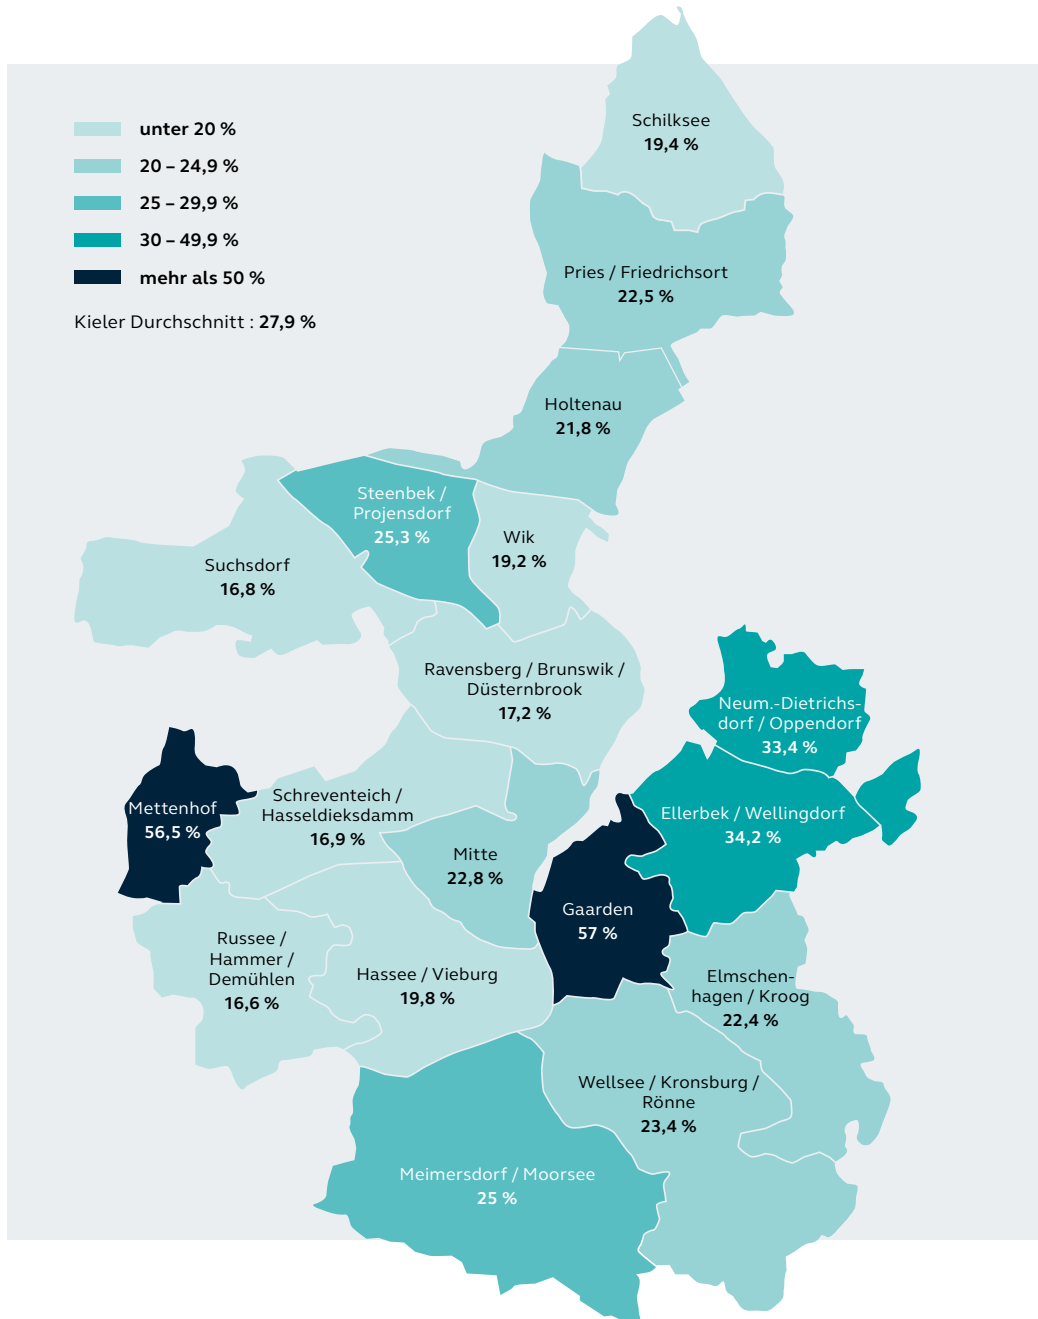 unter 20 %
20 – 24,9 %
25 – 29,9 %
30 – 49,9 %
mehr als 50 %
Kieler Durchschnitt : 27,9 %
Schilksee
19,4 %
Pries / Friedrichsort
22,5 %
Holtenau
21,8 %
Steenbek /
Projensdorf
25,3 %
Wik
19,2 %
Suchsdorf
16,8 %
Ravensberg / Brunswik /
Düsternbrook
17,2 %
Neum.-Dietrichs-
dorf / Oppendorf
33,4 %
Mettenhof
56,5 %
Schreventeich /
Hasseldieksdamm
16,9 %
Ellerbek / Wellingdorf
34,2 %
Mitte
22,8 %
Gaarden
57 %
Russee /
Hammer /
Demühlen
16,6 %
Hassee / Vieburg
19,8 %
Elmschen-
hagen / Kroog
22,4 %
Wellsee / Kronsburg /
Rönne
23,4 %
Meimersdorf / Moorsee
25 %